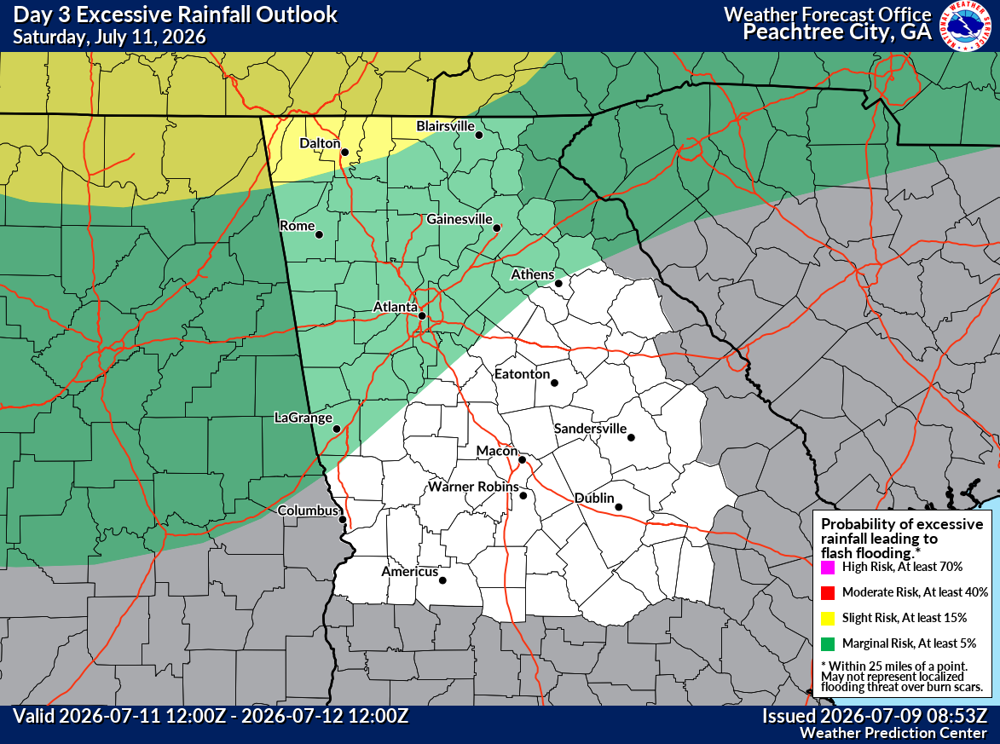 Day 3 Excessive Rainfall Outlook
Saturday, July 11, 2026
Weather Forecast Office
Peachtree City, GA
NATIONAL WEATHER SERVICE
Blairsville
Dalton
Gainesville
Rome
Athens
Atlanta
Eatonton
LaGrange
Sandersville
Macon
Warner Robins
Dublin
Columbus
Americus
Probability of excessive
rainfall leading to
flash flooding.*
High Risk, At least 70%
Moderate Risk, At least 40%
Slight Risk, At least 15%
Marginal Risk, At least 5%
* Within 25 miles of a point.
May not represent localized
flooding threat over burn scars.
Valid 2026-07-11 12:00Z - 2026-07-12 12:00Z
Issued 2026-07-09 08:53Z
Weather Prediction Center